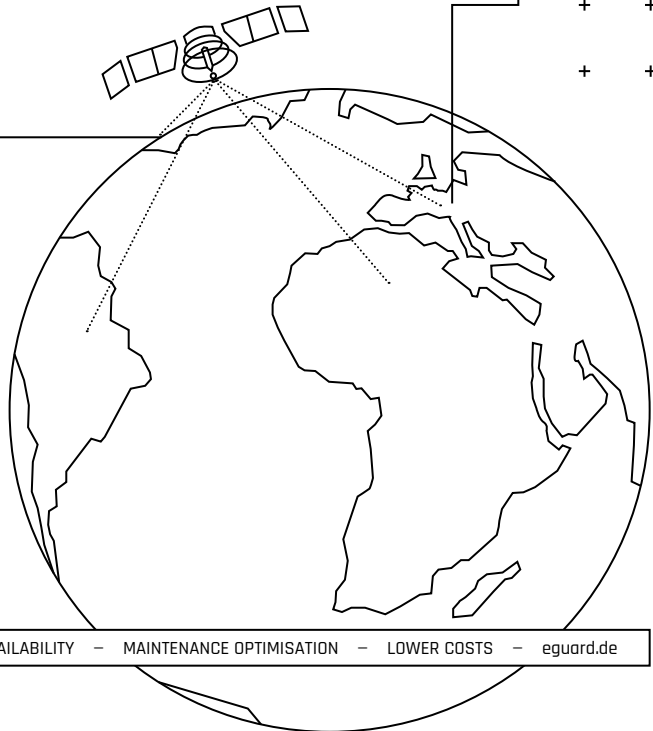 AILABILITY – MAINTENANCE OPTIMISATION – LOWER COSTS – eguard.de